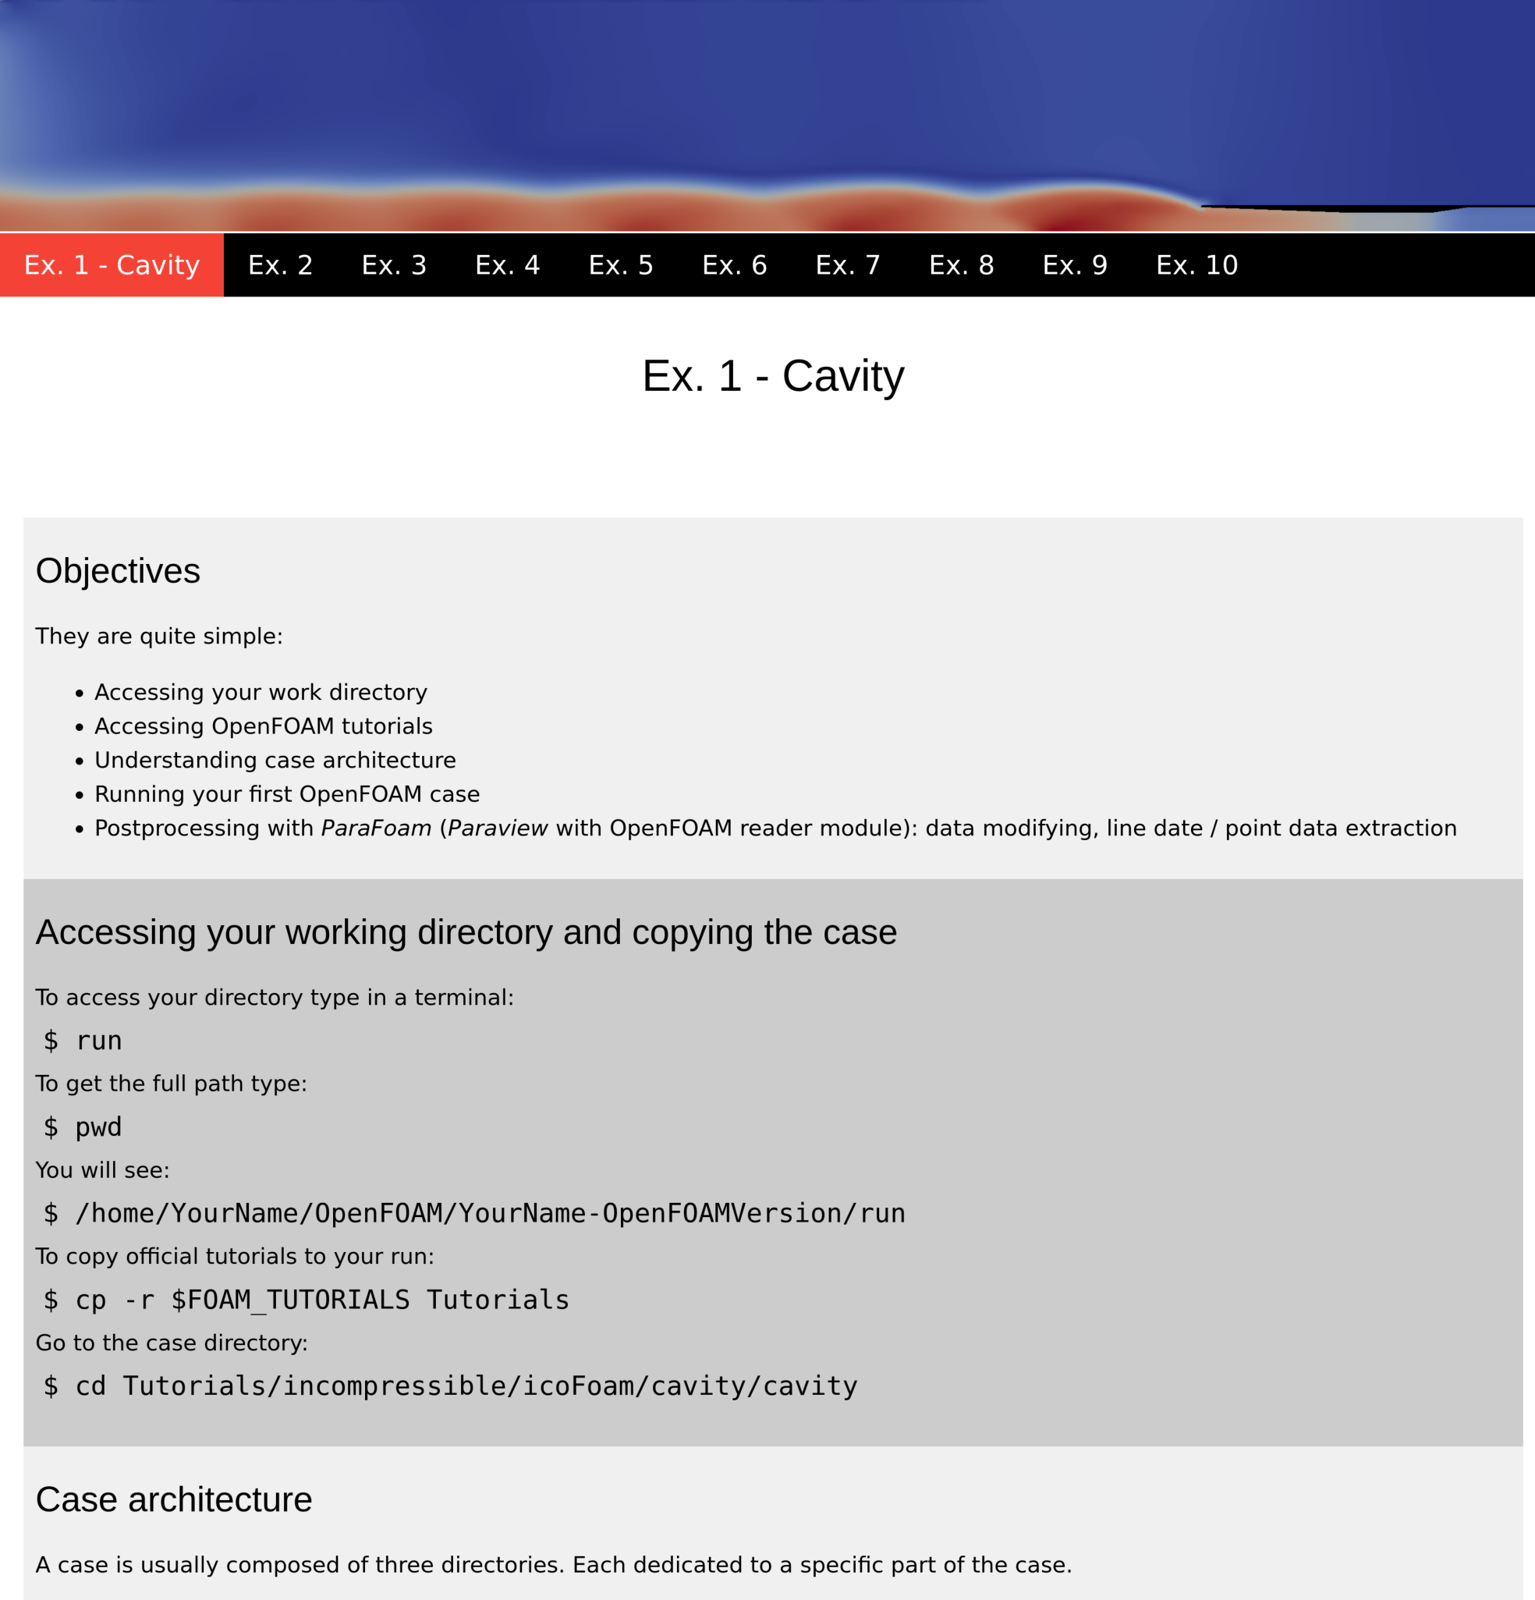 Ex. 1 - Cavity Ex. 2 Ex. 3 Ex. 4 Ex. 5 Ex. 6 Ex. 7 Ex. 8 Ex. 9 Ex. 10
Ex. 1 - Cavity
Objectives
They are quite simple:
• Accessing your work directory
• Accessing OpenFOAM tutorials
• Understanding case architecture
• Running your first OpenFOAM case
• Postprocessing with ParaFoam (Paraview with OpenFOAM reader module): data modifying, line date / point data extraction
Accessing your working directory and copying the case
To access your directory type in a terminal:
$ run
To get the full path type:
$ pwd
You will see:
$ /home/YourName/OpenFOAM/YourName-OpenFOAMVersion/run
To copy official tutorials to your run:
$ cp -r $FOAM_TUTORIALS Tutorials
Go to the case directory:
$ cd Tutorials/incompressible/icoFoam/cavity/cavity
Case architecture
A case is usually composed of three directories. Each dedicated to a specific part of the case.